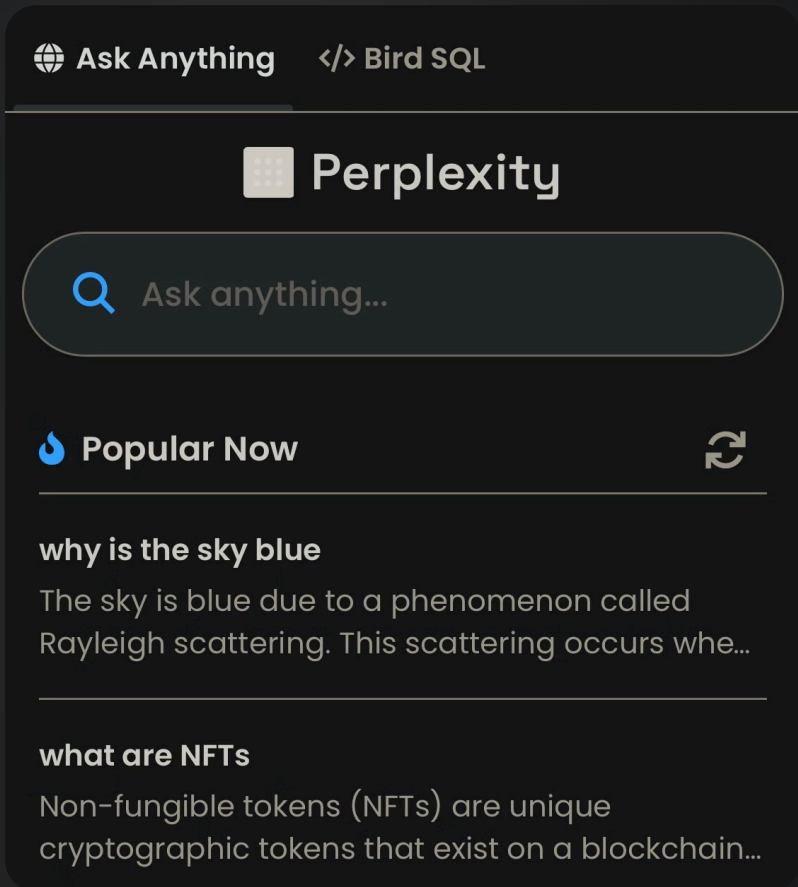 Ask Anything
</> Bird SQL
Perplexity
Ask anything...
Popular Now
why is the sky blue
The sky is blue due to a phenomenon called
Rayleigh scattering. This scattering occurs whe...
what are NFTs
Non-fungible tokens (NFTs) are unique
cryptographic tokens that exist on a blockchain...